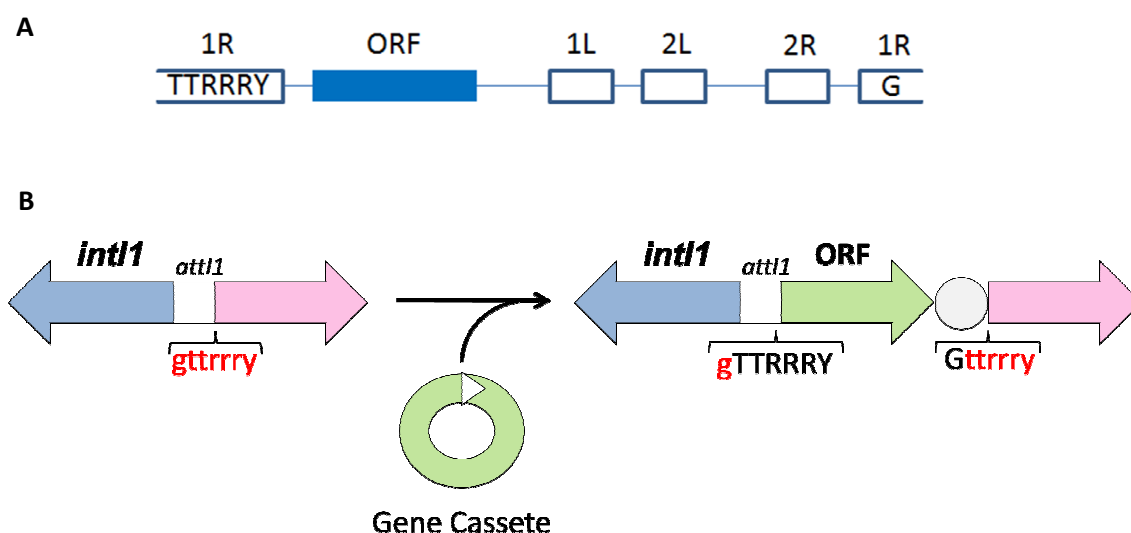 A
1R ORF 1L 2L 2R 1R
TTRRRY G
B
intI1 attI1 intI1 attI1 ORF
gttrrry gTTRRRY Gttrrry
Gene Cassete